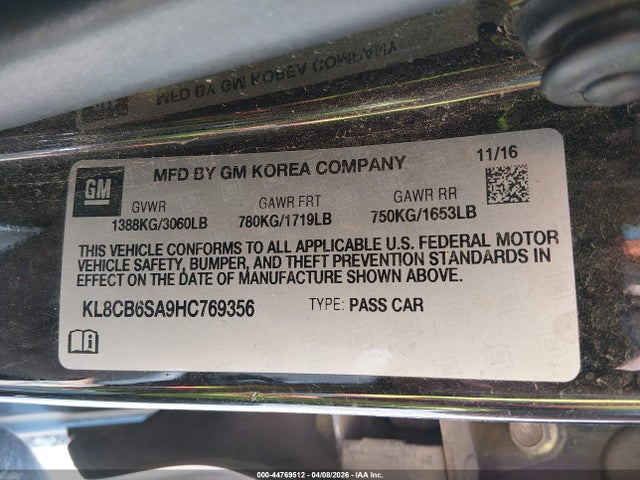 MFD BY GM KOREA COMPANY
MFD BY GM KOREA COMPANY 11/16
GM
GVWR GAWR FRT GAWR RR
1388KG/3060LB 780KG/1719LB 750KG/1653LB
THIS VEHICLE CONFORMS TO ALL APPLICABLE U.S. FEDERAL MOTOR
VEHICLE SAFETY, BUMPER, AND THEFT PREVENTION STANDARDS IN
EFFECT ON THE DATE OF MANUFACTURE SHOWN ABOVE.
KL8CB6SA9HC769356 TYPE: PASS CAR
000-44769512 - 04/08/2026 - IAA Inc.